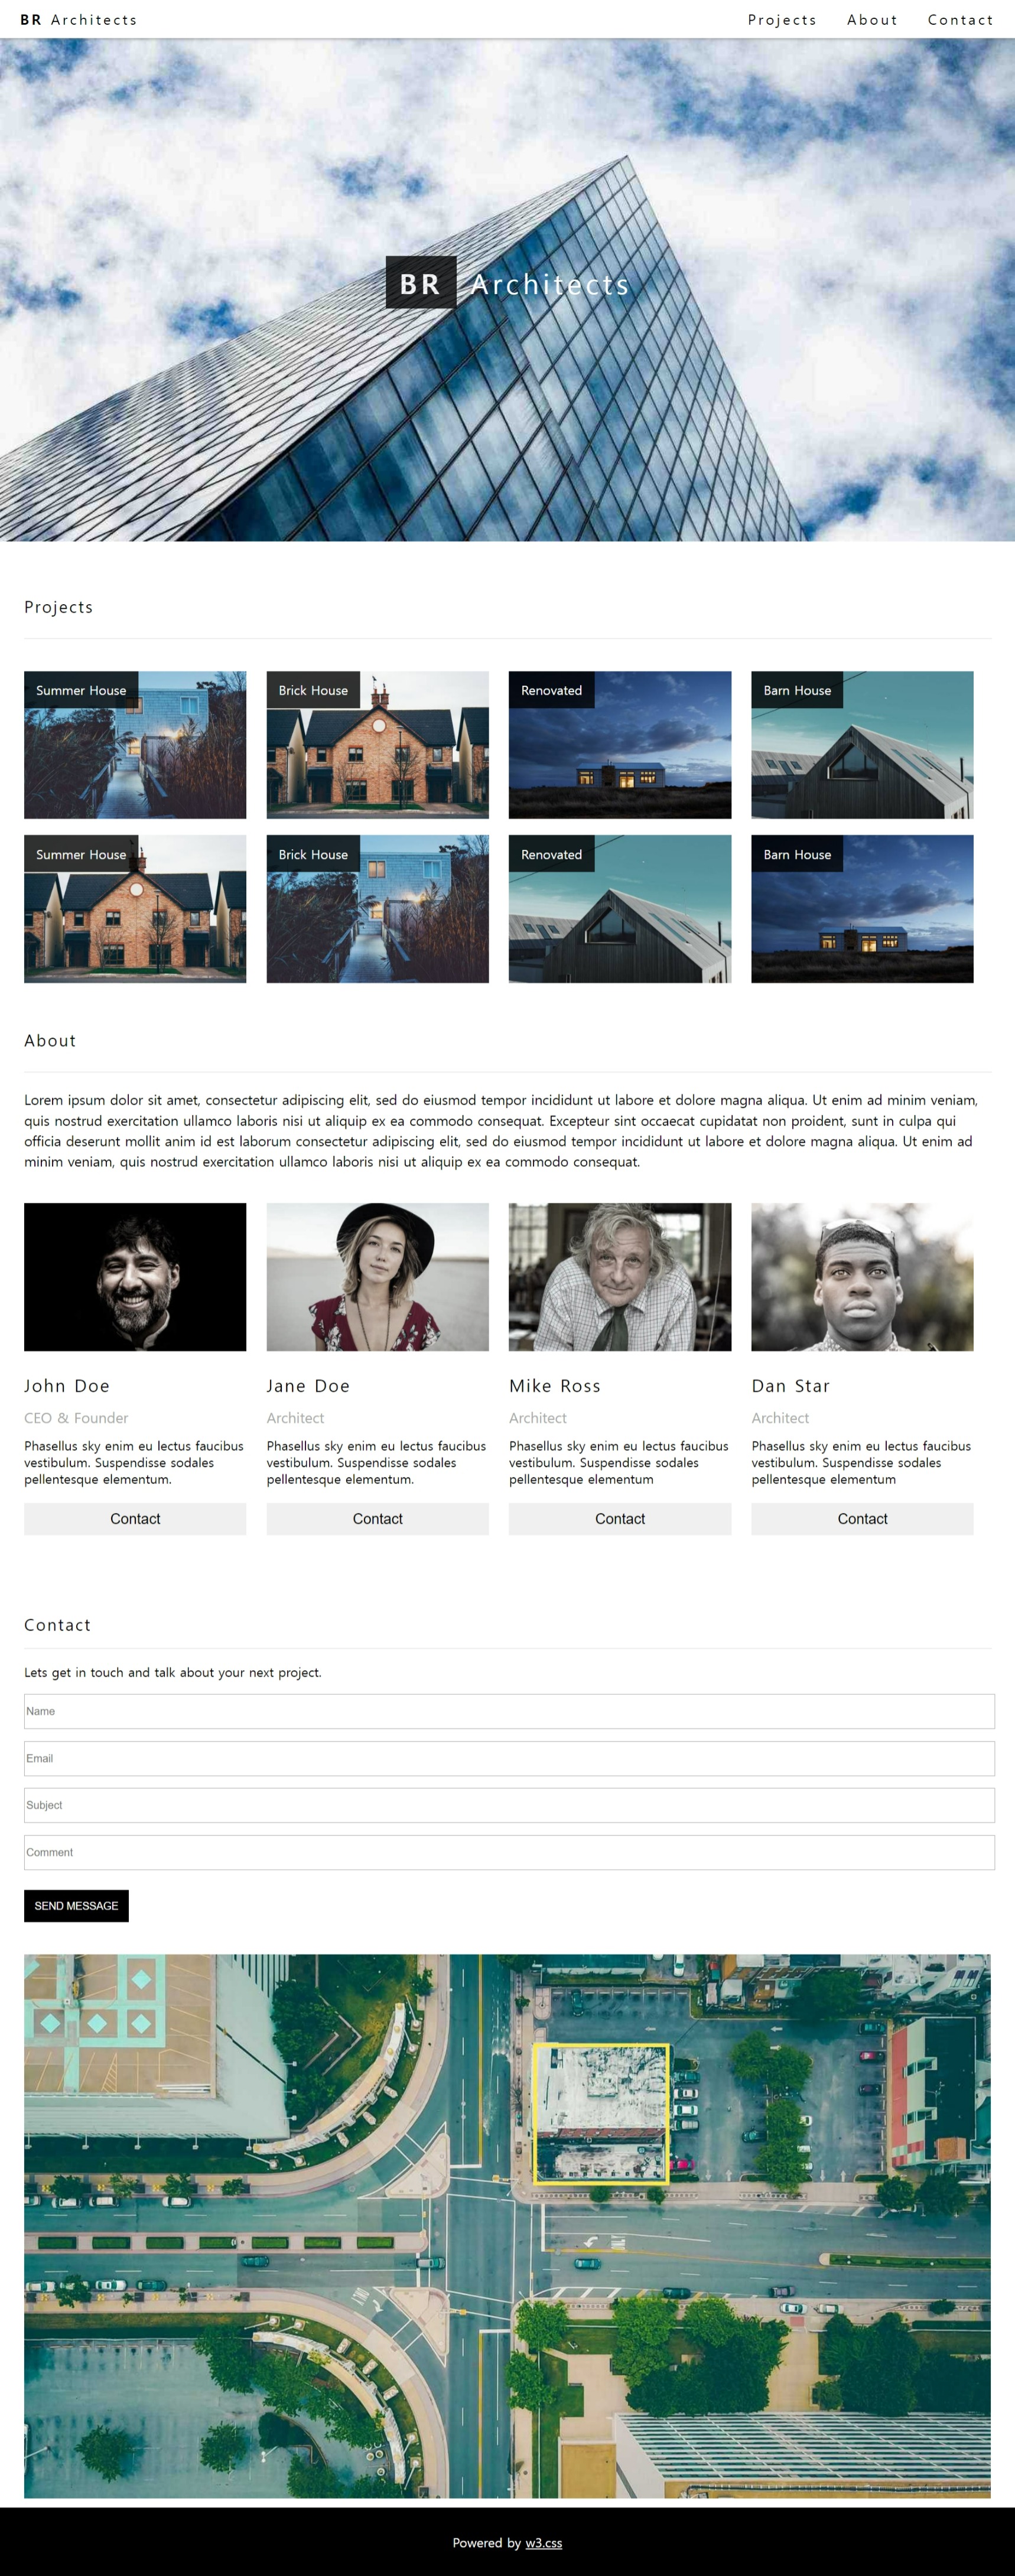 BR Architects
Projects About Contact
BR Architects
Projects
Summer House
Brick House
Renovated
Barn House
Summer House
Brick House
Renovated
Barn House
About
Lorem ipsum dolor sit amet, consectetur adipiscing elit, sed do eiusmod tempor incididunt ut labore et dolore magna aliqua. Ut enim ad minim veniam,
quis nostrud exercitation ullamco laboris nisi ut aliquip ex ea commodo consequat. Excepteur sint occaecat cupidatat non proident, sunt in culpa qui
officia deserunt mollit anim id est laborum consectetur adipiscing elit, sed do eiusmod tempor incididunt ut labore et dolore magna aliqua. Ut enim ad
minim veniam, quis nostrud exercitation ullamco laboris nisi ut aliquip ex ea commodo consequat.
John Doe
CEO & Founder
Phasellus sky enim eu lectus faucibus
vestibulum. Suspendisse sodales
pellentesque elementum.
Contact
Jane Doe
Architect
Phasellus sky enim eu lectus faucibus
vestibulum. Suspendisse sodales
pellentesque elementum.
Contact
Mike Ross
Architect
Phasellus sky enim eu lectus faucibus
vestibulum. Suspendisse sodales
pellentesque elementum
Contact
Dan Star
Architect
Phasellus sky enim eu lectus faucibus
vestibulum. Suspendisse sodales
pellentesque elementum
Contact
Contact
Lets get in touch and talk about your next project.
Name
Email
Subject
Comment
SEND MESSAGE
ONLY
Powered by w3.css